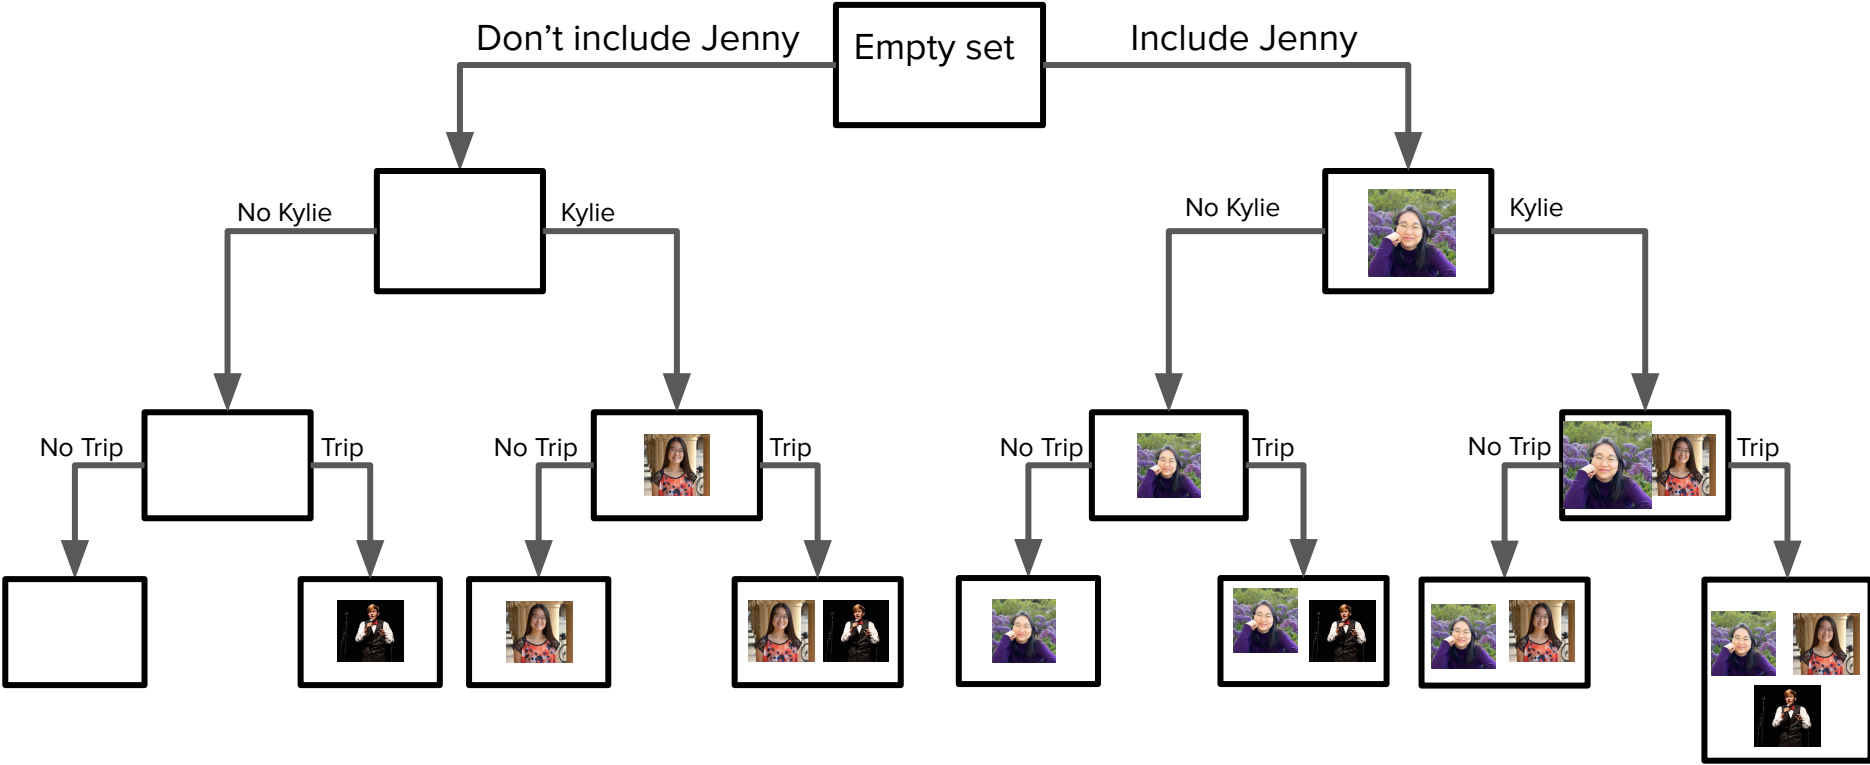 Don't include Jenny
Empty set
Include Jenny
No Kylie
Kylie
No Kylie
Kylie
No Trip
Trip
No Trip
Trip
No Trip
Trip
No Trip
Trip